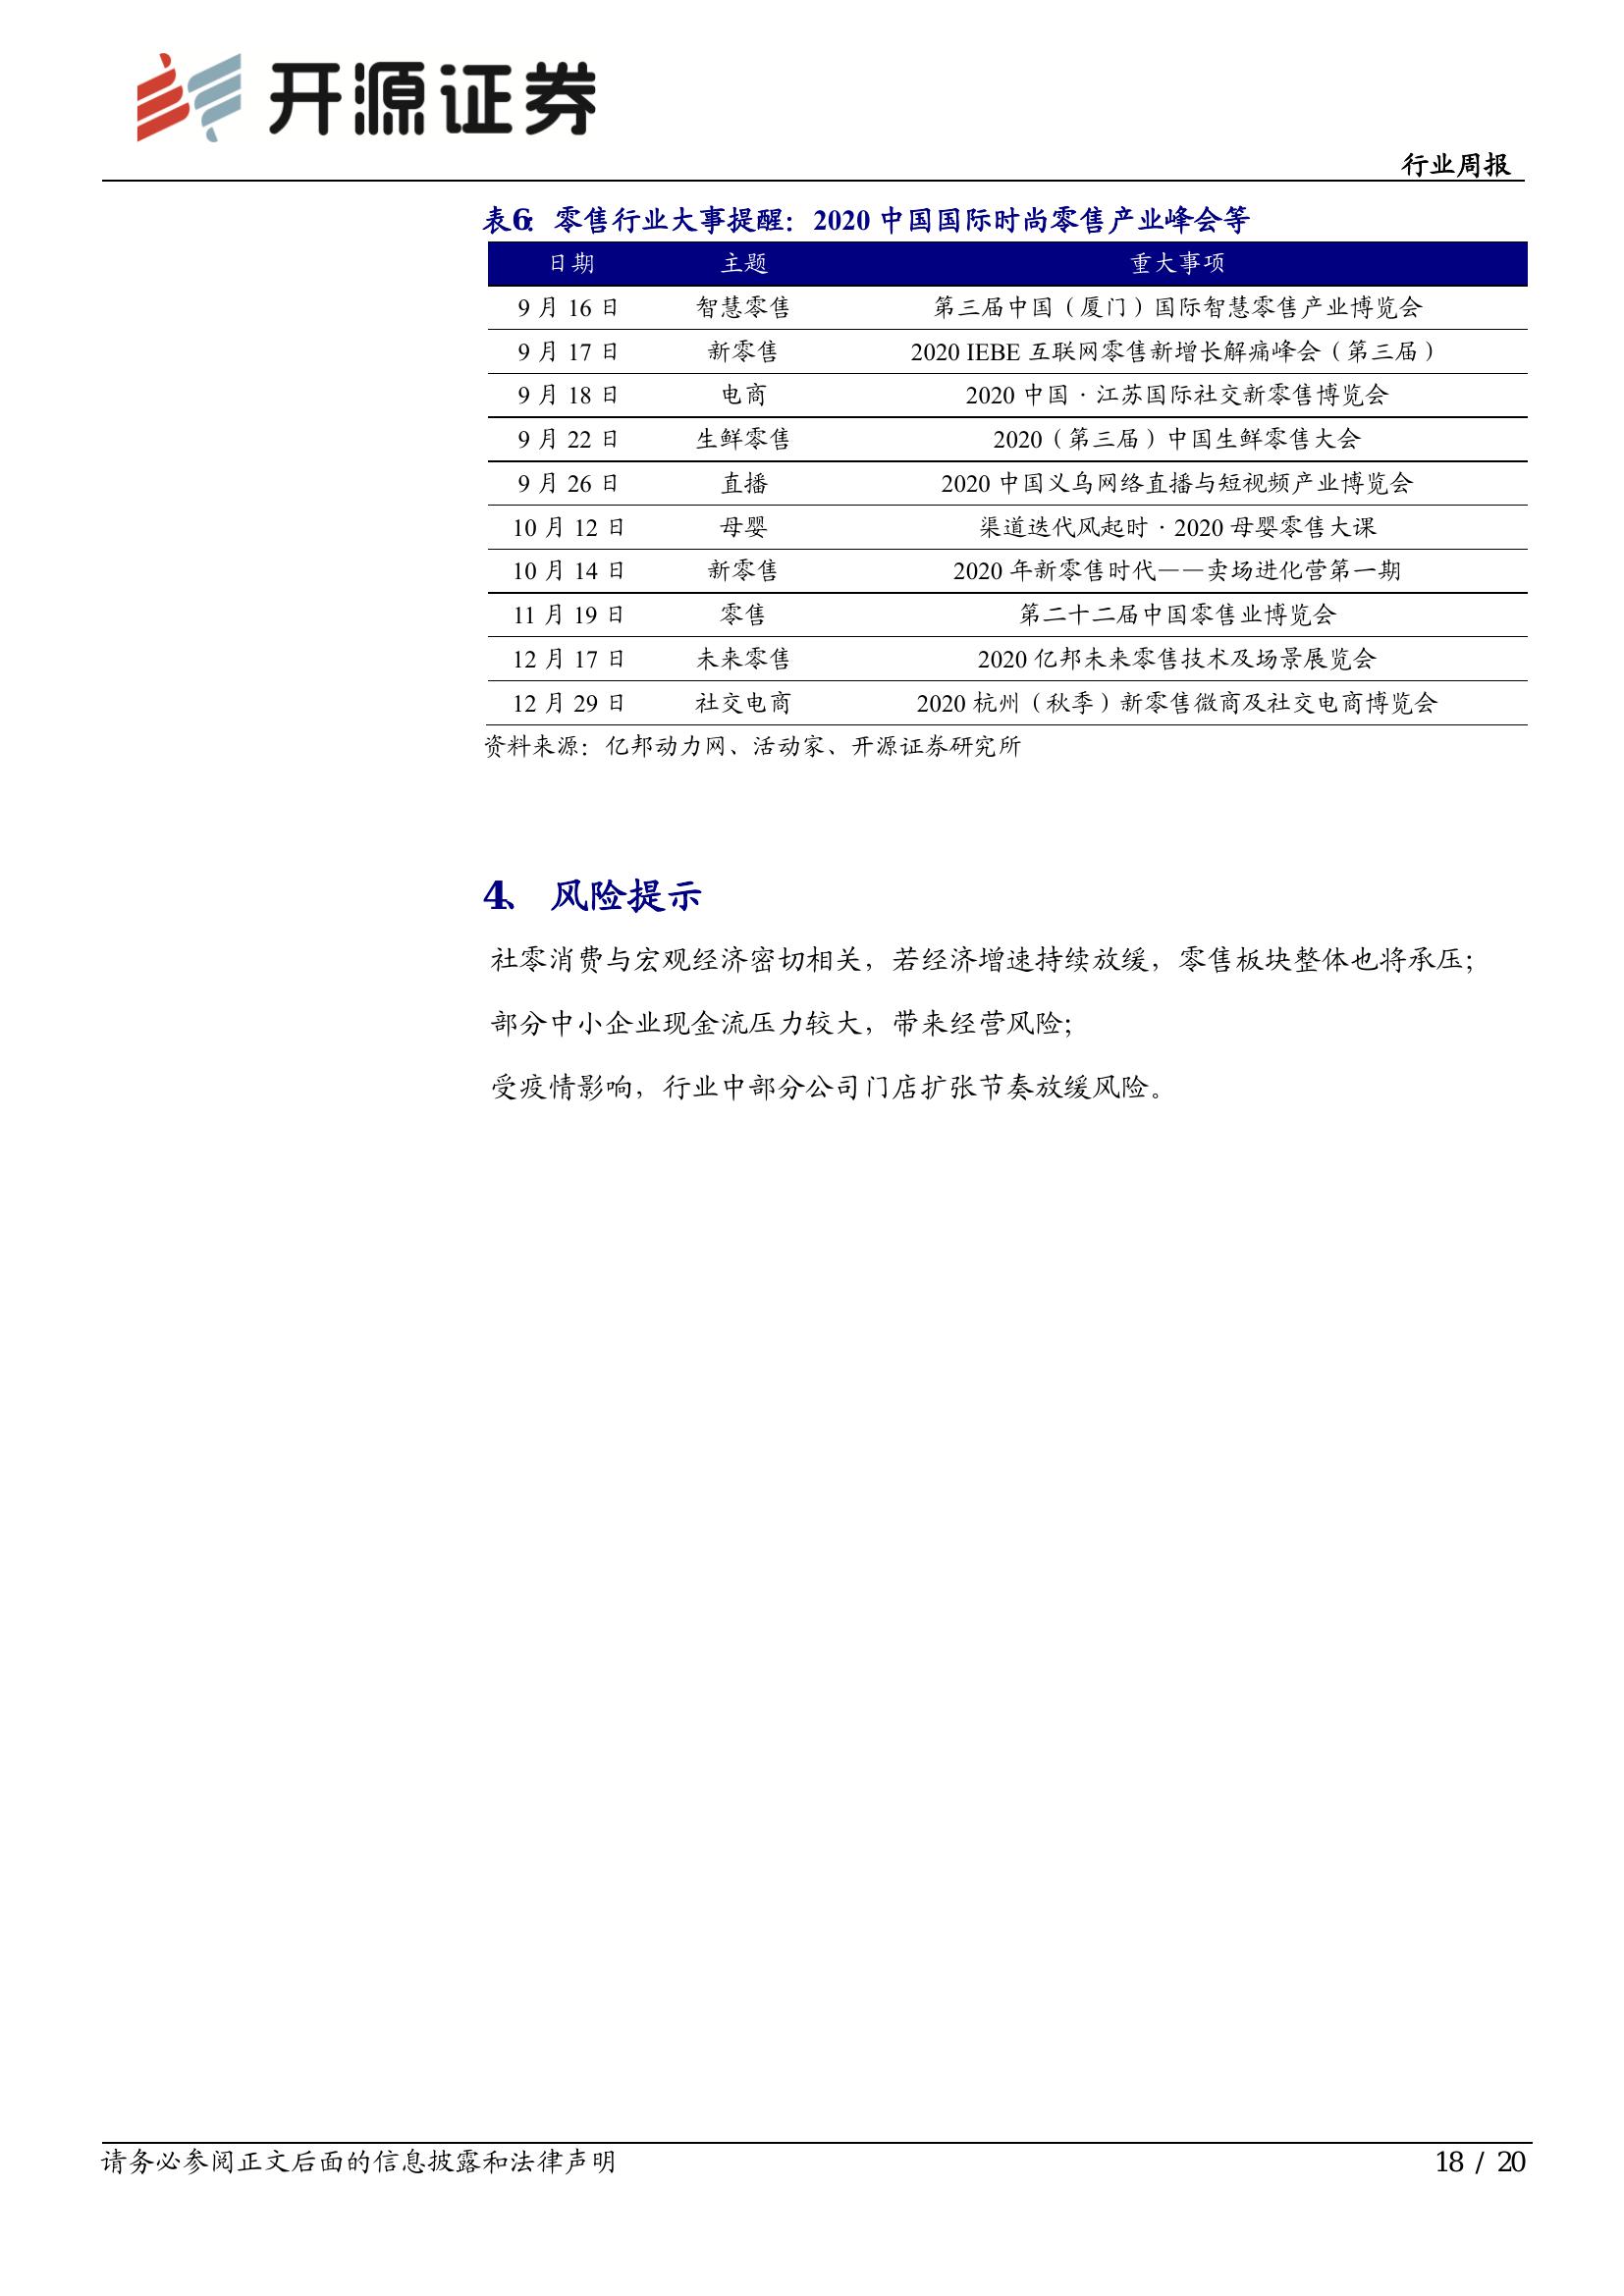 开源证券
行业周报
表6：零售行业大事提醒：2020 中国国际时尚零售产业峰会等
日期 主题 重大事项
9 月 16 日 智慧零售 第三届中国（厦门）国际智慧零售产业博览会
9 月 17 日 新零售 2020 IEBE 互联网零售新增长解痛峰会（第三届）
9 月 18 日 电商 2020 中国·江苏国际社交新零售博览会
9 月 22 日 生鲜零售 2020（第三届）中国生鲜零售大会
9 月 26 日 直播 2020 中国义乌网络直播与短视频产业博览会
10 月 12 日 母婴 渠道迭代风起时·2020 母婴零售大课
10 月 14 日 新零售 2020 年新零售时代——卖场进化营第一期
11 月 19 日 零售 第二十二届中国零售业博览会
12 月 17 日 未来零售 2020 亿邦未来零售技术及场景展览会
12 月 29 日 社交电商 2020 杭州（秋季）新零售微商及社交电商博览会
资料来源：亿邦动力网、活动家、开源证券研究所
4、 风险提示
社零消费与宏观经济密切相关，若经济增速持续放缓，零售板块整体也将承压；
部分中小企业现金流压力较大，带来经营风险；
受疫情影响，行业中部分公司门店扩张节奏放缓风险。
请务必参阅正文后面的信息披露和法律声明
18 / 20